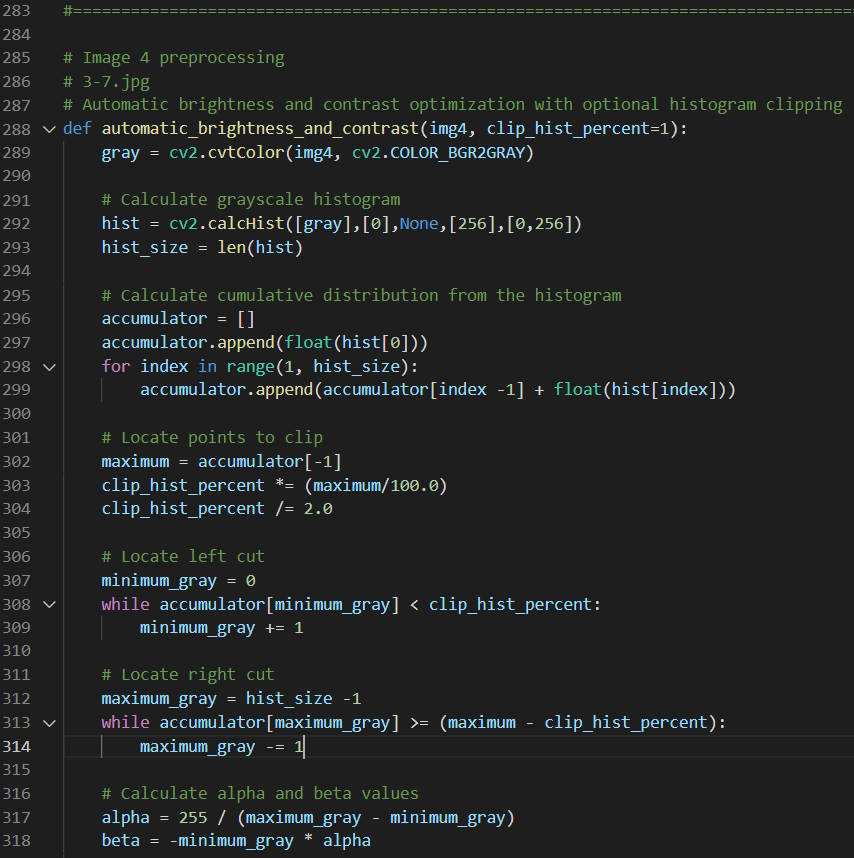 283 #=================================================================================
284
285 # Image 4 preprocessing
286 # 3-7.jpg
287 # Automatic brightness and contrast optimization with optional histogram clipping
288 def automatic_brightness_and_contrast(img4, clip_hist_percent=1):
289     gray = cv2.cvtColor(img4, cv2.COLOR_BGR2GRAY)
290
291     # Calculate grayscale histogram
292     hist = cv2.calcHist([gray],[0],None,[256],[0,256])
293     hist_size = len(hist)
294
295     # Calculate cumulative distribution from the histogram
296     accumulator = []
297     accumulator.append(float(hist[0]))
298     for index in range(1, hist_size):
299         accumulator.append(accumulator[index -1] + float(hist[index]))
300
301     # Locate points to clip
302     maximum = accumulator[-1]
303     clip_hist_percent *= (maximum/100.0)
304     clip_hist_percent /= 2.0
305
306     # Locate left cut
307     minimum_gray = 0
308     while accumulator[minimum_gray] < clip_hist_percent:
309         minimum_gray += 1
310
311     # Locate right cut
312     maximum_gray = hist_size -1
313     while accumulator[maximum_gray] >= (maximum - clip_hist_percent):
314         maximum_gray -= 1
315
316     # Calculate alpha and beta values
317     alpha = 255 / (maximum_gray - minimum_gray)
318     beta = -minimum_gray * alpha